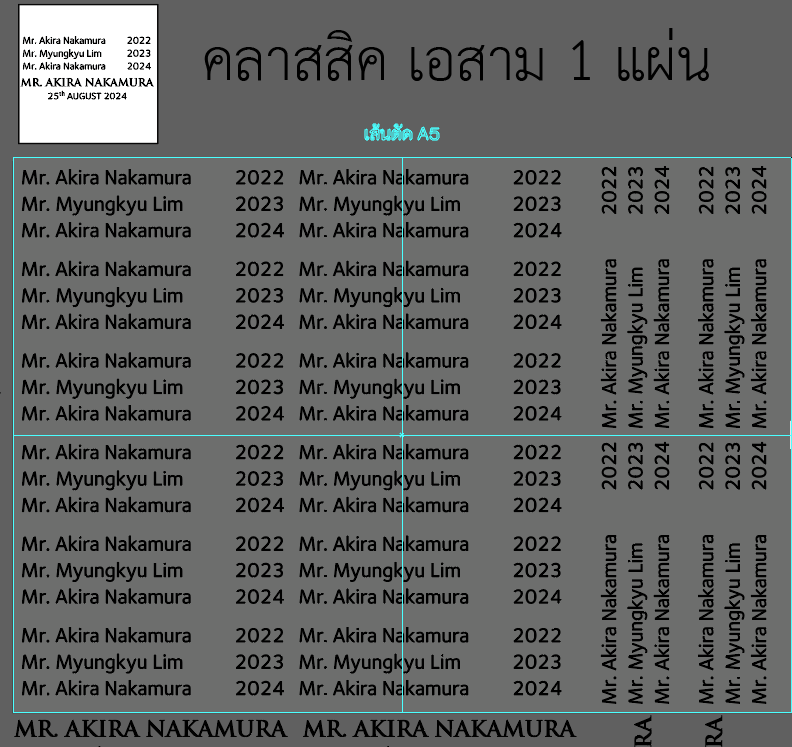 Mr. Akira Nakamura 2022
Mr. Myungkyu Lim 2023
Mr. Akira Nakamura 2024
MR. AKIRA NAKAMURA
25th AUGUST 2024
คลาสสิค เอสาม 1 แผ่น
เส้นตัด A5
Mr. Akira Nakamura 2022 Mr. Akira Nakamura 2022
Mr. Myungkyu Lim 2023 Mr. Myungkyu Lim 2023
Mr. Akira Nakamura 2024 Mr. Akira Nakamura 2024
Mr. Akira Nakamura 2022 Mr. Akira Nakamura 2022
Mr. Myungkyu Lim 2023 Mr. Myungkyu Lim 2023
Mr. Akira Nakamura 2024 Mr. Akira Nakamura 2024
Mr. Akira Nakamura 2022 Mr. Akira Nakamura 2022
Mr. Myungkyu Lim 2023 Mr. Myungkyu Lim 2023
Mr. Akira Nakamura 2024 Mr. Akira Nakamura 2024
Mr. Akira Nakamura 2022
Mr. Myungkyu Lim 2023
Mr. Akira Nakamura 2024
Mr. Akira Nakamura 2022
Mr. Myungkyu Lim 2023
Mr. Akira Nakamura 2024
Mr. Akira Nakamura 2022 Mr. Akira Nakamura 2022
Mr. Myungkyu Lim 2023 Mr. Myungkyu Lim 2023
Mr. Akira Nakamura 2024 Mr. Akira Nakamura 2024
Mr. Akira Nakamura 2022 Mr. Akira Nakamura 2022
Mr. Myungkyu Lim 2023 Mr. Myungkyu Lim 2023
Mr. Akira Nakamura 2024 Mr. Akira Nakamura 2024
Mr. Akira Nakamura 2022 Mr. Akira Nakamura 2022
Mr. Myungkyu Lim 2023 Mr. Myungkyu Lim 2023
Mr. Akira Nakamura 2024 Mr. Akira Nakamura 2024
Mr. Akira Nakamura 2022
Mr. Myungkyu Lim 2023
Mr. Akira Nakamura 2024
Mr. Akira Nakamura 2022
Mr. Myungkyu Lim 2023
Mr. Akira Nakamura 2024
MR. AKIRA NAKAMURA MR. AKIRA NAKAMURA